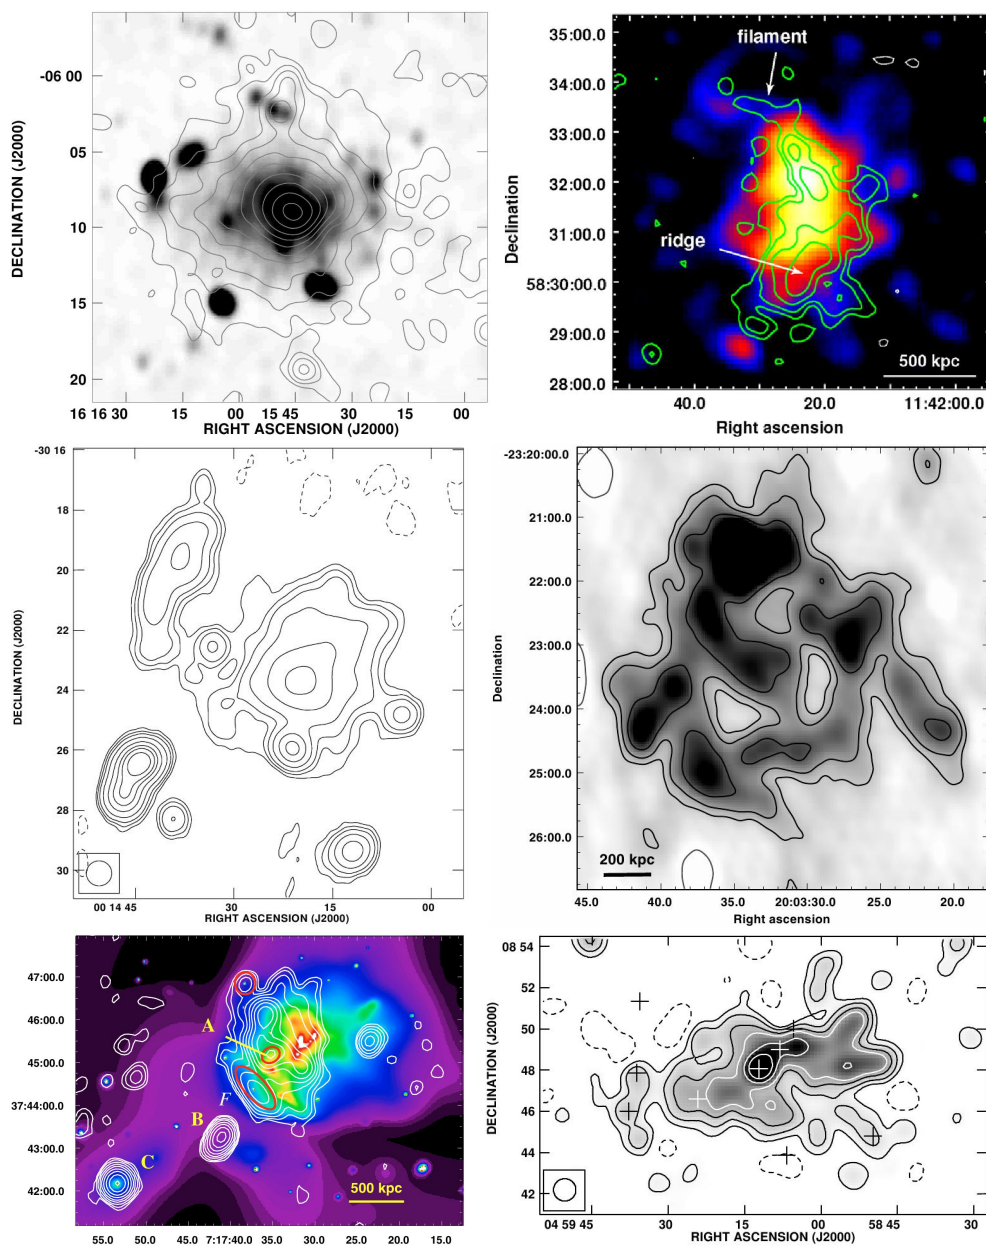 -06 00
05
10
15
20
DECLINATION (J2000)
16 16 30 15 00 15 45 30 15 00
RIGHT ASCENSION (J2000)
35:00.0
34:00.0
33:00.0
32:00.0
31:00.0
58:30:00.0
29:00.0
28:00.0
Declination
filament
ridge
500 kpc
40.0 20.0 11:42:00.0
Right ascension
-30 16
18
20
22
24
26
28
30
DECLINATION (J2000)
00 14 45 30 15 00
RIGHT ASCENSION (J2000)
-23:20:00.0
21:00.0
22:00.0
23:00.0
24:00.0
25:00.0
26:00.0
Declination
200 kpc
45.0 40.0 35.0 20:03:30.0 25.0 20.0
Right ascension
47:00.0
46:00.0
45:00.0
37:44:00.0
43:00.0
42:00.0
A
F
B
C
500 kpc
55.0 50.0 45.0 7:17:40.0 35.0 30.0 25.0 20.0 15.0
08 54
52
50
48
46
44
42
DECLINATION (J2000)
04 59 45 30 15 00 58 45 30
RIGHT ASCENSION (J2000)